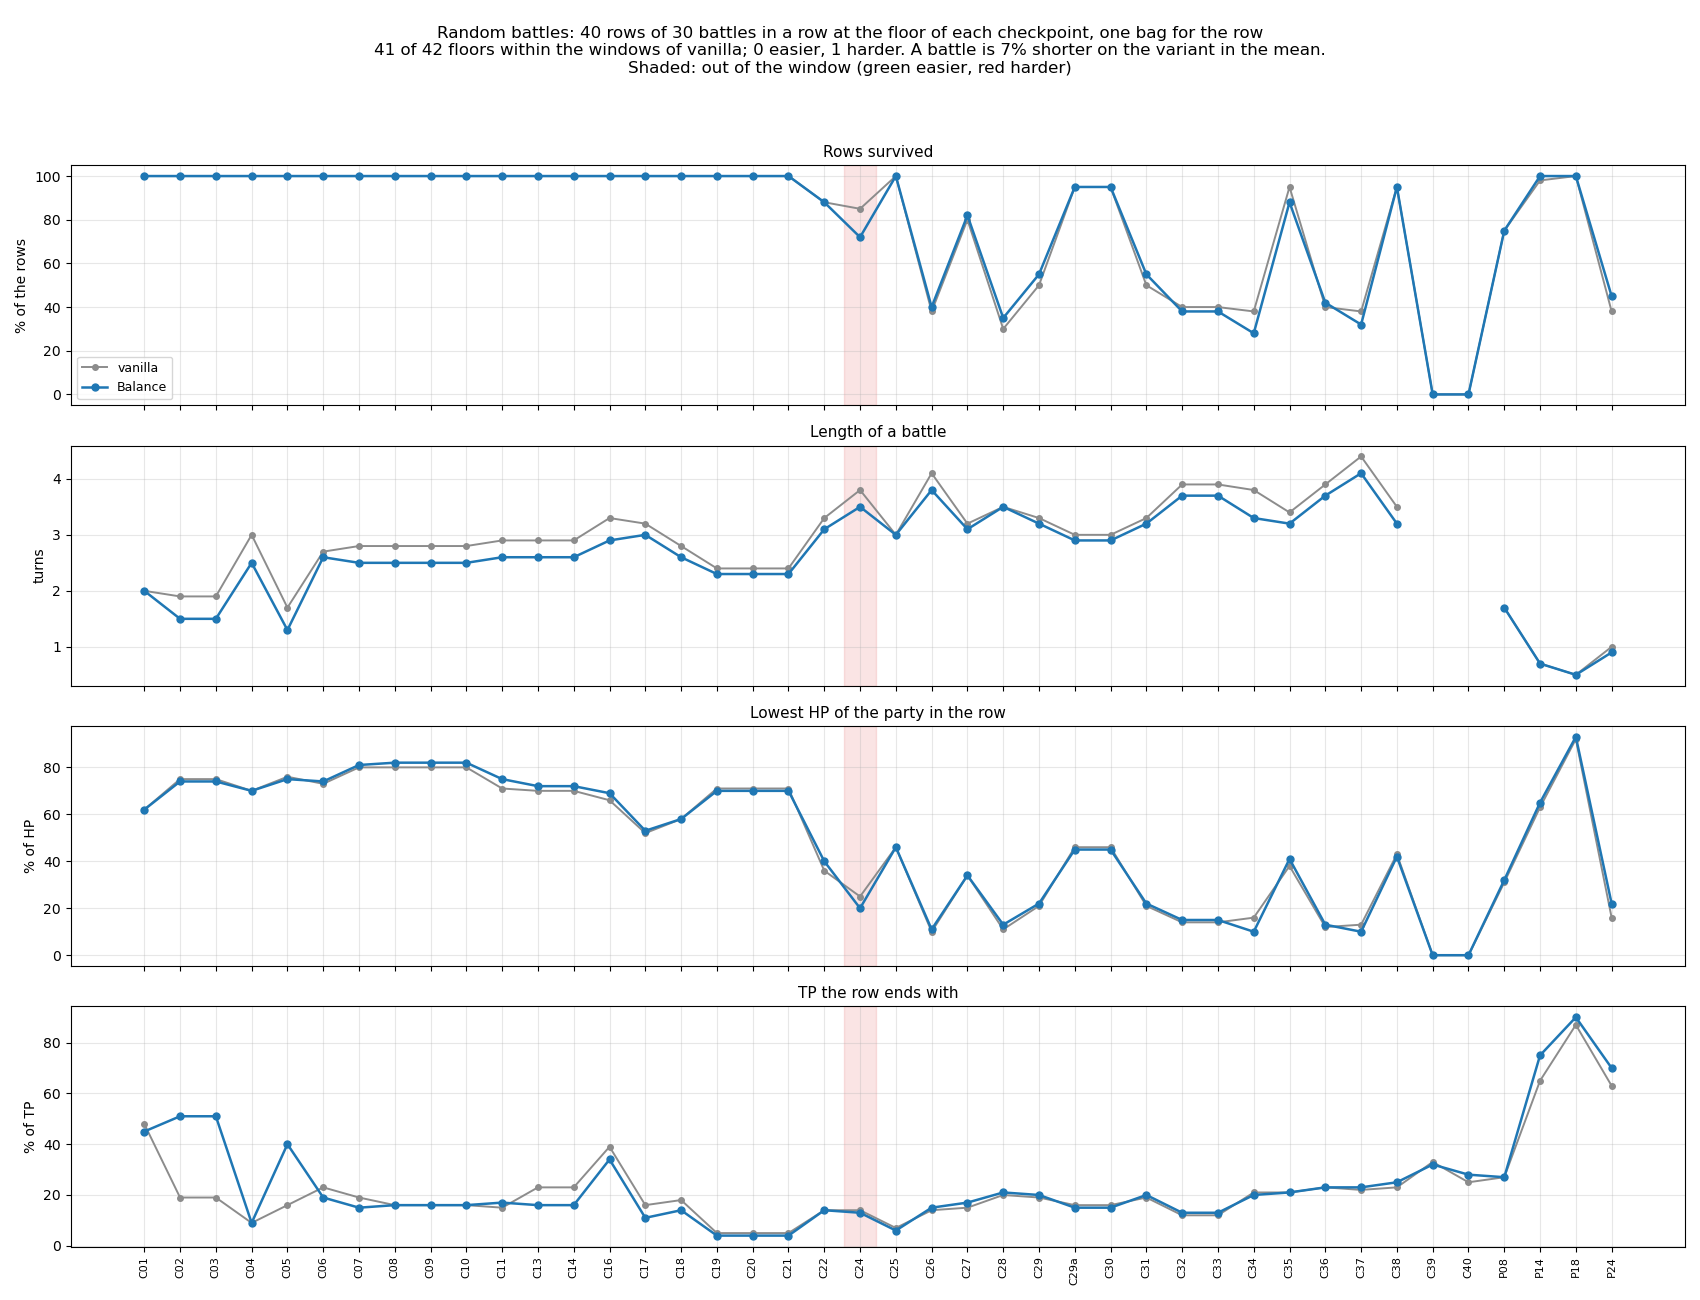 Random battles: 40 rows of 30 battles in a row at the floor of each checkpoint, one bag for the row
41 of 42 floors within the windows of vanilla; 0 easier, 1 harder. A battle is 7% shorter on the variant in the mean.
Shaded: out of the window (green easier, red harder)
Rows survived
% of the rows
100
80
60
40
20
0
vanilla
Balance
Length of a battle
turns
4
3
2
1
Lowest HP of the party in the row
% of HP
80
60
40
20
0
TP the row ends with
% of TP
80
60
40
20
0
C01 C02 C03 C04 C05 C06 C07 C08 C09 C10 C11 C13 C14 C16 C17 C18 C19 C20 C21 C22 C24 C25 C26 C27 C28 C29 C29a C30 C31 C32 C33 C34 C35 C36 C37 C38 C39 C40 P08 P14 P18 P24